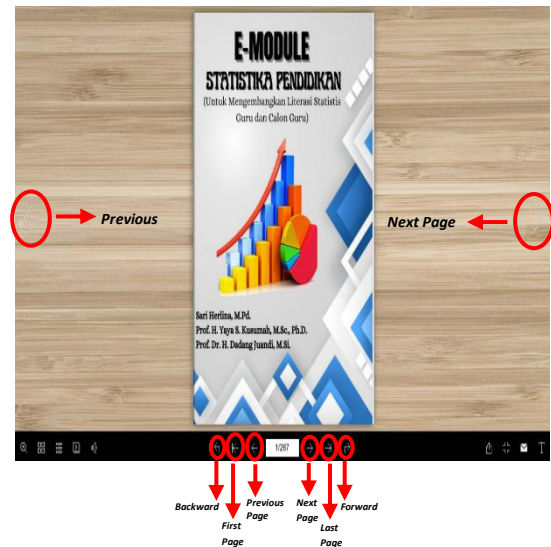 E-MODULE
STATISTIKA PENDIDIKAN
(Untuk Mengembangkan Literasi Statistis
Guru dan Calon Guru)
Previous
Next Page
Sari Herlina, M.Pd.
Prof. H. Yaya S. Kusumah, M.Sc., Ph.D.
Prof. Dr. H. Dadang Juandi, M.Si.
1/267
T
Backward
First
Page
Previous
Page
Next
Page
Last
Page
Forward